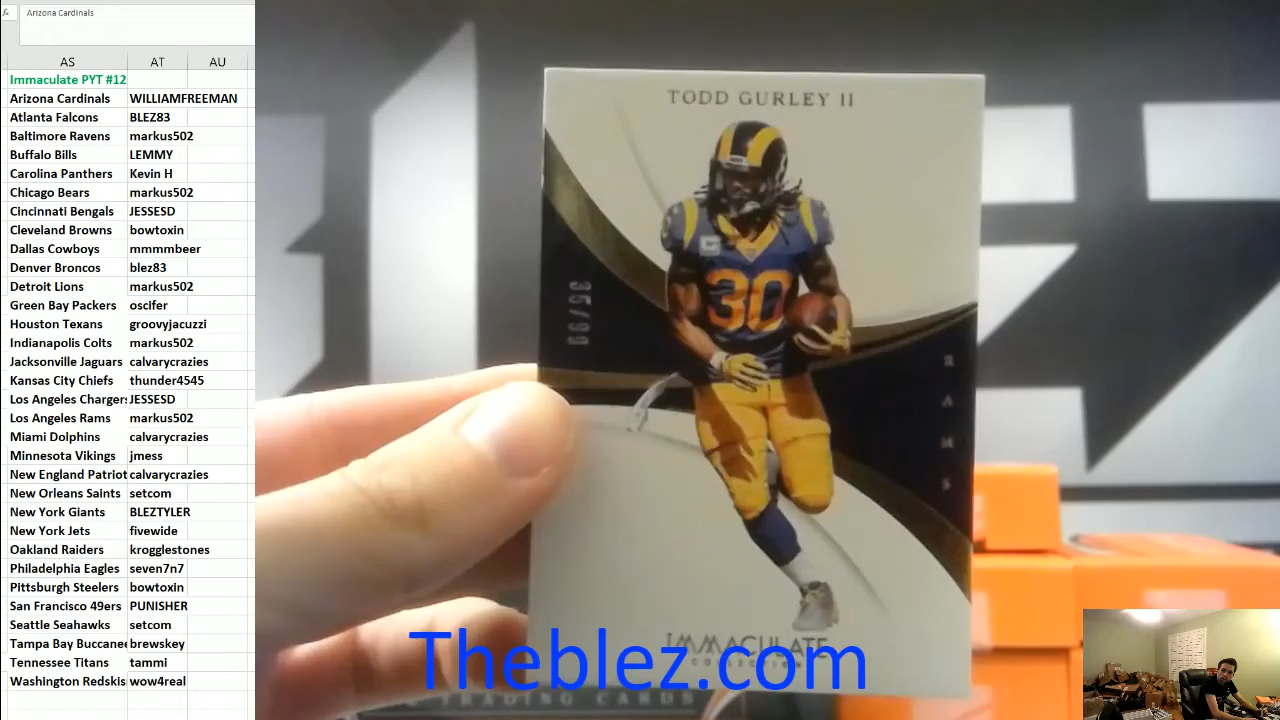 fx Arizona Cardinals
AS AT AU
Immaculate PYT #12
Arizona Cardinals WILLIAMFREEMAN
Atlanta Falcons BLEZ83
Baltimore Ravens markus502
Buffalo Bills LEMMY
Carolina Panthers Kevin H
Chicago Bears markus502
Cincinnati Bengals JESSESD
Cleveland Browns bowtoxin
Dallas Cowboys mmmmbeer
Denver Broncos blez83
Detroit Lions markus502
Green Bay Packers oscifer
Houston Texans groovyjacuzzi
Indianapolis Colts markus502
Jacksonville Jaguars calvarycrazies
Kansas City Chiefs thunder4545
Los Angeles Chargers JESSESD
Los Angeles Rams markus502
Miami Dolphins calvarycrazies
Minnesota Vikings jmess
New England Patriot calvarycrazies
New Orleans Saints setcom
New York Giants BLEZTYLER
New York Jets fivewide
Oakland Raiders krogglestones
Philadelphia Eagles seven7n7
Pittsburgh Steelers bowtoxin
San Francisco 49ers PUNISHER
Seattle Seahawks setcom
Tampa Bay Buccanee brewskey
Tennessee Titans tammi
Washington Redskis wow4real
TODD GURLEY II
30
RAMS
IMMACULATE
COLLECTION
Theblez.com
TRADING CARDS